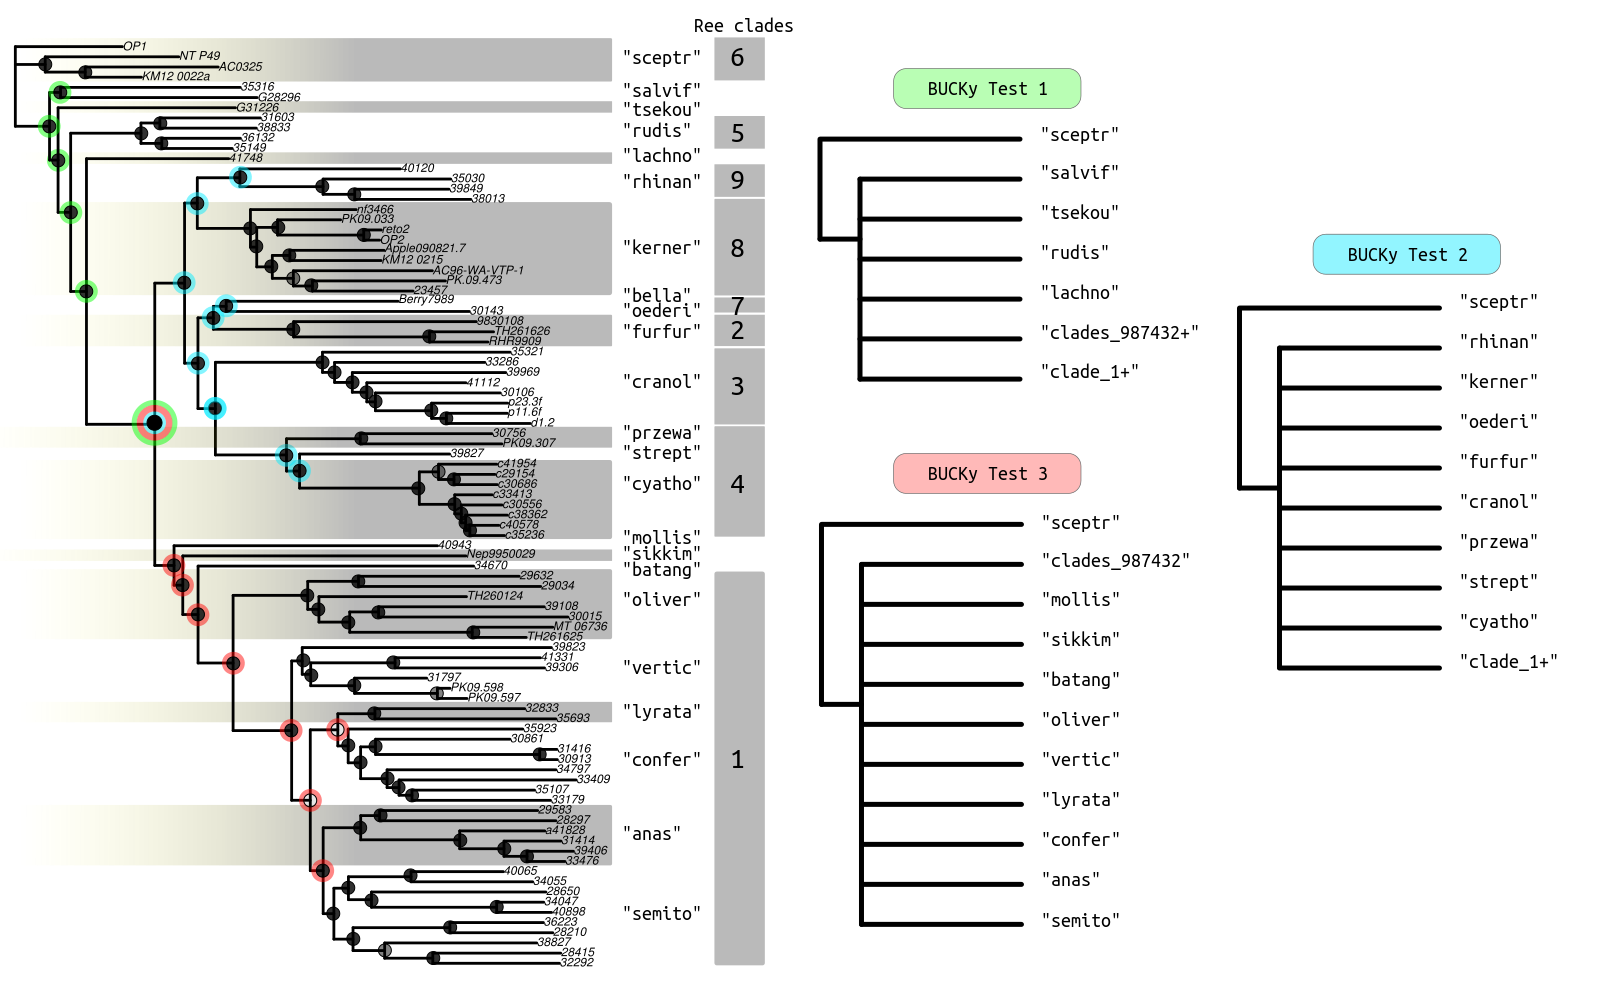 Ree clades
OP1
NT P49
AC0325
KM12 0022a
"sceptr"
6
35316
G28296
"salvif"
G31226
"tsekou"
31603
38833
36132
35149
"rudis"
5
41748
"lachno"
40120
35030
39849
38013
"rhinan"
9
nf3466
PK09.033
reto2
OP2
Apple090821.7
KM12 0215
AC96-WA-VTP-1
PK.09.473
23457
"kerner"
8
Berry7989
"bella"
30143
"oederi"
7
9830108
TH261626
RHR9909
"furfur"
2
35321
33286
39969
41112
30106
p23.3f
p11.6f
d1.2
"cranol"
3
30756
PK09.307
"przewa"
39827
"strept"
c41954
c29154
c30686
c33413
c30556
c38362
c40578
c35236
"cyatho"
4
40943
"mollis"
Nep9950029
"sikkim"
34670
"batang"
29632
29034
TH260124
39108
30015
MT 06736
TH261625
"oliver"
39823
41331
39306
31797
PK09.598
PK09.597
"vertic"
32833
35693
"lyrata"
35923
30861
31416
30913
34797
33409
35107
33179
"confer"
1
29583
28297
a41828
31414
39406
33476
"anas"
40065
34055
28650
34047
40898
36223
28210
38827
28415
32292
"semito"
BUCKy Test 1
"sceptr"
"salvif"
"tsekou"
"rudis"
"lachno"
"clades_987432+"
"clade_1+"
BUCKy Test 2
"sceptr"
"rhinan"
"kerner"
"oederi"
"furfur"
"cranol"
"przewa"
"strept"
"cyatho"
"clade_1+"
BUCKy Test 3
"sceptr"
"clades_987432"
"mollis"
"sikkim"
"batang"
"oliver"
"vertic"
"lyrata"
"confer"
"anas"
"semito"